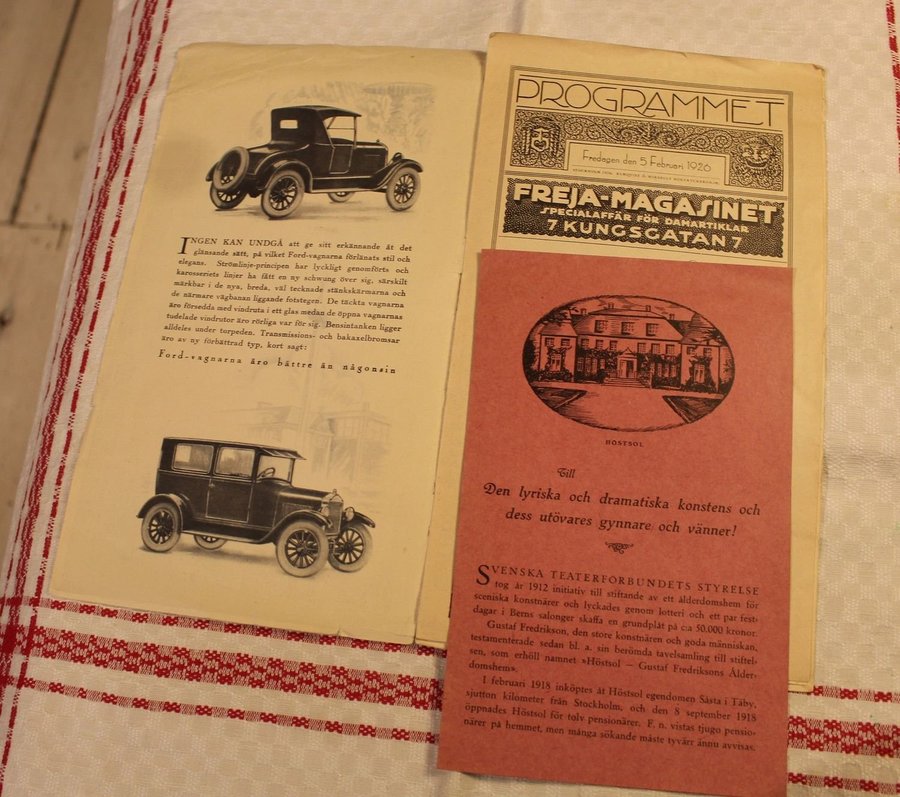 INGEN KAN UNDGÅ att ge sitt erkännande åt det
glänsande sätt, på vilket Ford-vagnarna förlänats stil och
elegans. Strömlinje-principen har lyckligt genomförts och
karosseriets linjer ha fått en ny schwung över sig, särskilt
märkbar i de nya, breda, väl tecknade stänkskärmarna och
de närmare vägbanan liggande fotstegen. De täckta vagnarna
äro försedda med vindruta i ett glas medan de öppna vagnarnas
tudelade vindrutor äro rörliga var för sig. Bensintanken ligger
alldeles under torpeden. Transmissions- och bakaxelbromsar
äro av ny förbättrad typ, kort sagt:
Ford-vagnarna äro bättre än någonsin
PROGRAMMET
Fredagen den 5 Februari 1926
FREJA-MAGASINET
SPECIALAFFÄR FÖR DAMARTIKLAR
7 KUNGSGATAN 7
HÖSTSOL
Till
Den lyriska och dramatiska konstens och
dess utövares gynnare och vänner!
SVENSKA TEATERFÖRBUNDETS STYRELSE
tog år 1912 initiativ till stiftande av ett ålderdomshem för
sceniska konstnärer och lyckades genom lotteri och ett par fest-
dagar i Berns salonger skaffa en grundplåt på c:a 50.000 kronor.
Gustaf Fredrikson, den store konstnären och goda människan,
testamenterade sedan bl. a. sin berömda tavelsamling till stiftel-
sen, som erhöll namnet »Höstsol — Gustaf Fredriksons Ålder-
domshem».
I februari 1918 inköptes åt Höstsol egendomen Såsta i Täby,
sjutton kilometer från Stockholm, och den 8 september 1918
öppnades Höstsol för tolv pensionärer. F. n. vistas tjugo pensio-
närer på hemmet, men många sökande måste tyvärr ännu avvisas.